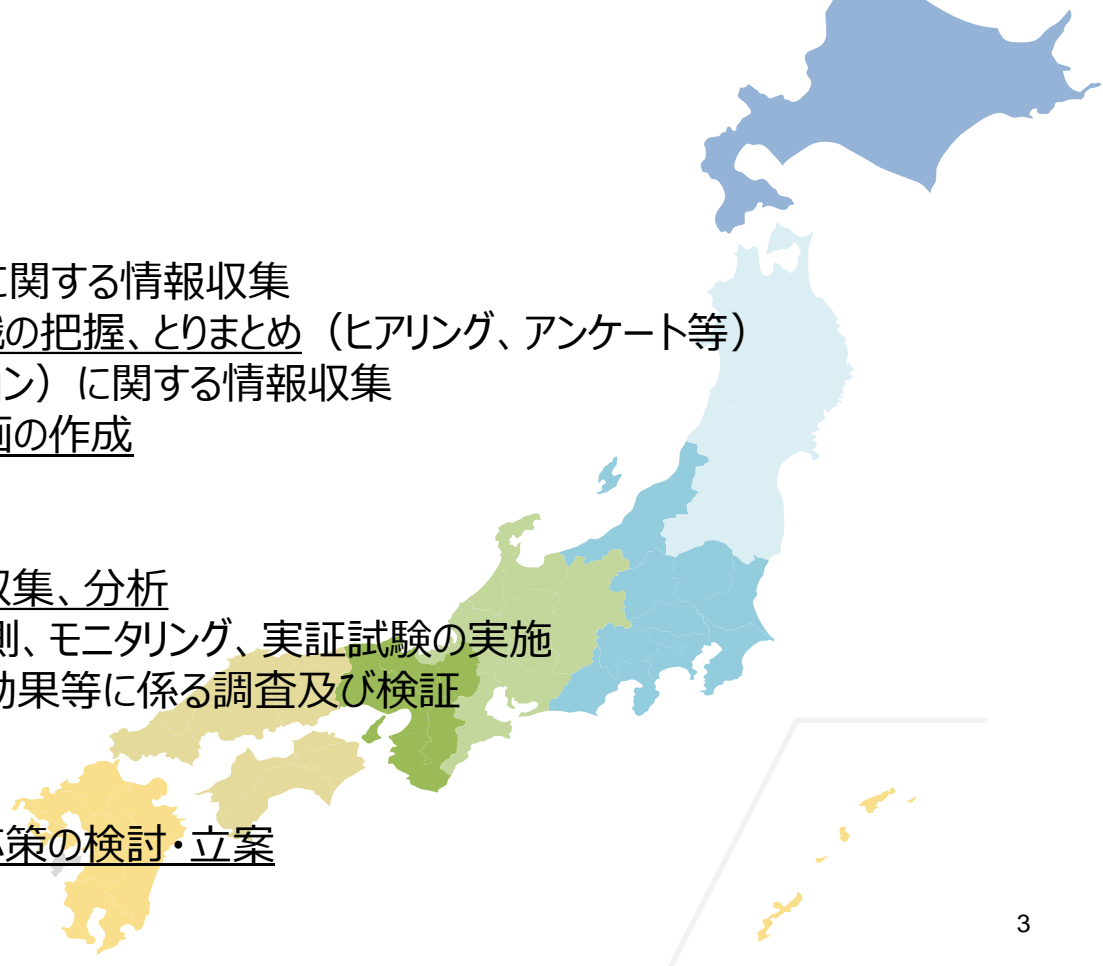 に関する情報収集
の把握、とりまとめ（ヒアリング、アンケート等）
ン）に関する情報収集
画の作成
収集、分析
測、モニタリング、実証試験の実施
効果等に係る調査及び検証
策の検討・立案
3